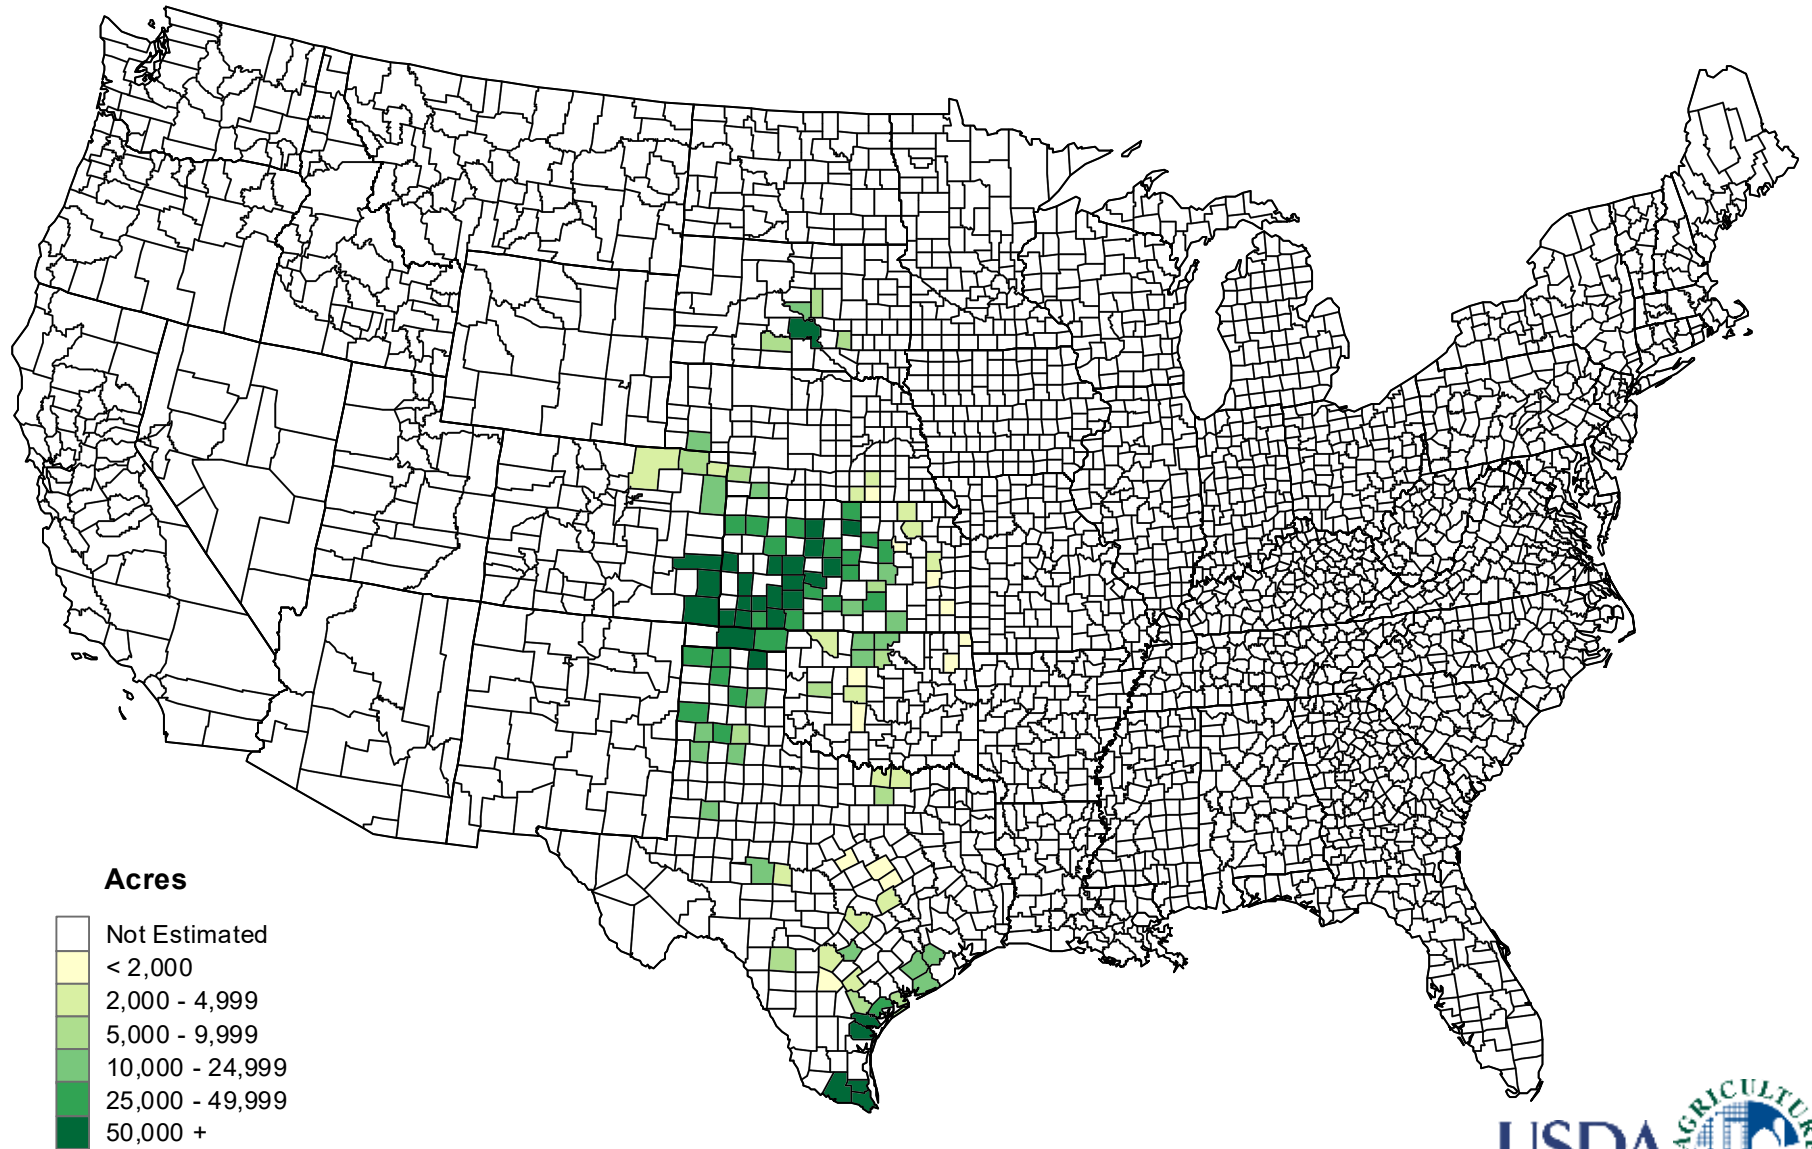 Acres
Not Estimated
< 2,000
2,000 - 4,999
5,000 - 9,999
10,000 - 24,999
25,000 - 49,999
50,000 +
USDA
AGRICULTURE